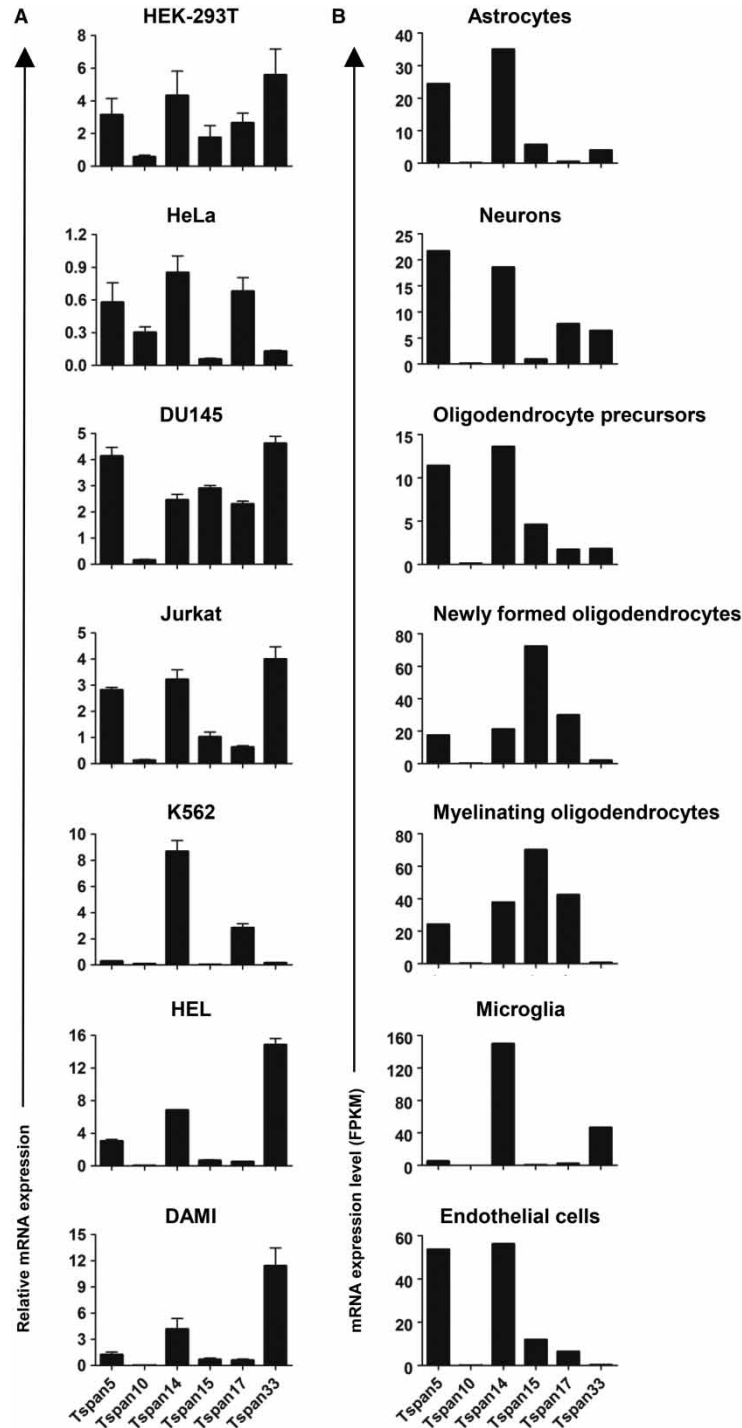 A
HEK-293T
8
6
4
2
0
HeLa
1.2
0.9
0.6
0.3
0.0
DU145
5
4
3
2
1
0
Jurkat
5
4
3
2
1
0
K562
10
8
6
4
2
0
HEL
16
12
8
4
0
DAMI
15
12
9
6
3
0
Tspan5
Tspan10
Tspan14
Tspan15
Tspan17
Tspan33
Relative mRNA expression
B
Astrocytes
40
30
20
10
0
Neurons
25
20
15
10
5
0
Oligodendrocyte precursors
15
10
5
0
Newly formed oligodendrocytes
80
60
40
20
0
Myelinating oligodendrocytes
80
60
40
20
0
Microglia
160
120
80
40
0
Endothelial cells
60
40
20
0
Tspan5
Tspan10
Tspan14
Tspan15
Tspan17
Tspan33
mRNA expression level (FPKM)